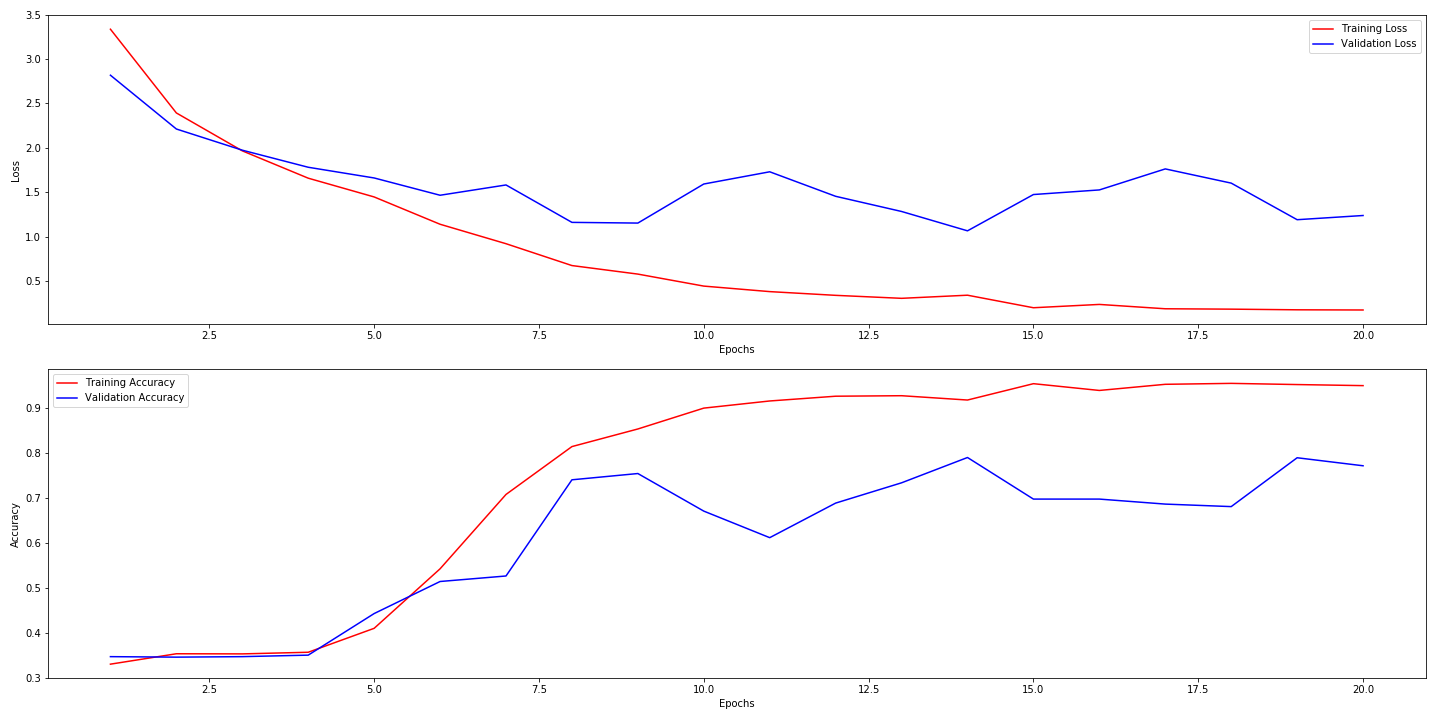 3.5
3.0
2.5
2.0
1.5
1.0
0.5
Loss
Training Loss
Validation Loss
2.5 5.0 7.5 10.0 12.5 15.0 17.5 20.0
Epochs
Training Accuracy
Validation Accuracy
0.9
0.8
0.7
0.6
0.5
0.4
0.3
Accuracy
2.5 5.0 7.5 10.0 12.5 15.0 17.5 20.0
Epochs